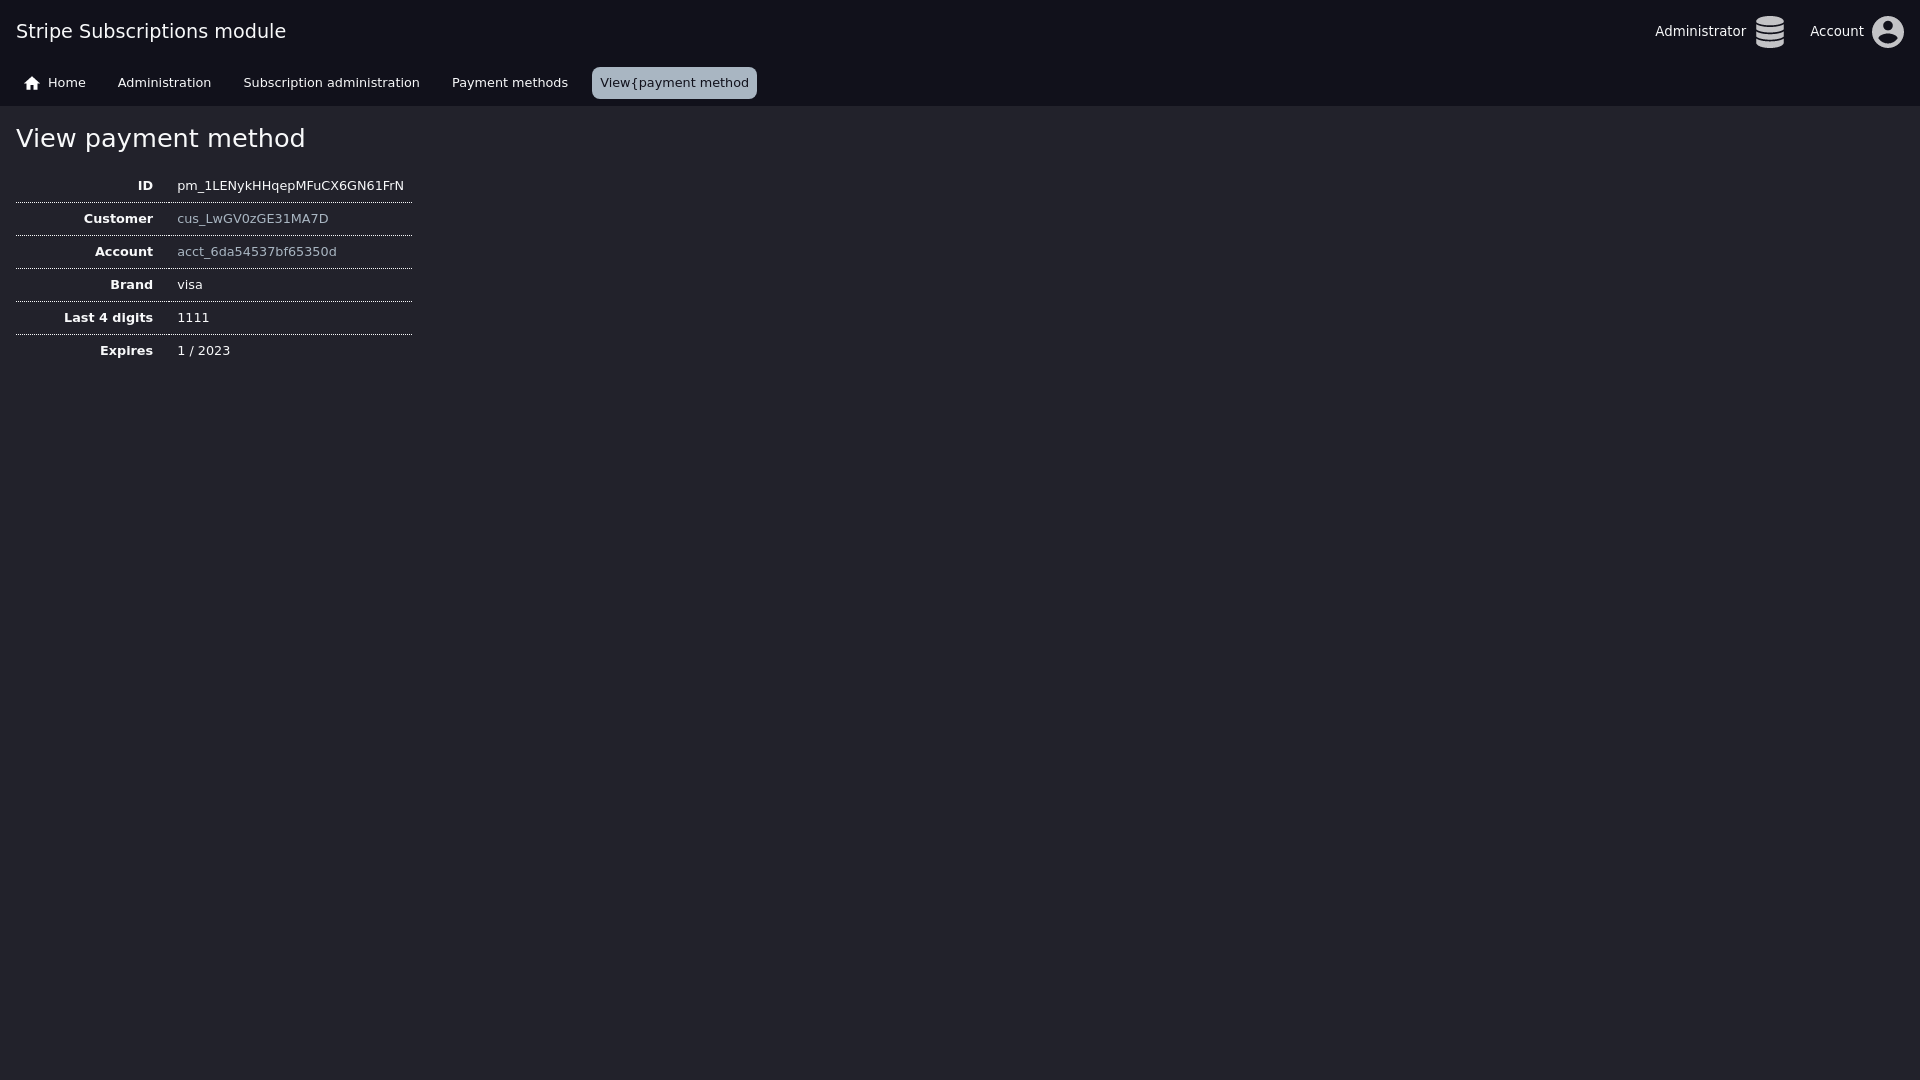 Stripe Subscriptions module
Administrator
Account
Home
Administration
Subscription administration
Payment methods
View{payment method
View payment method
ID pm_1LENykHHqepMFuCX6GN61FrN
Customer cus_LwGV0zGE31MA7D
Account acct_6da54537bf65350d
Brand visa
Last 4 digits 1111
Expires 1 / 2023